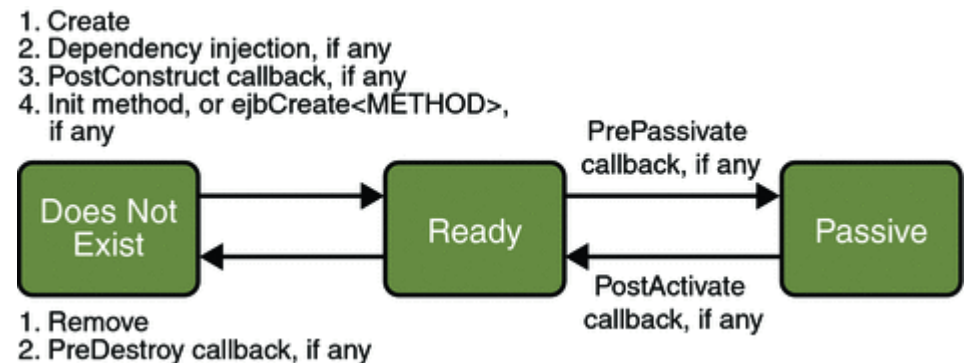 1. Create
2. Dependency injection, if any
3. PostConstruct callback, if any
4. Init method, or ejbCreate<METHOD>,
if any
PrePassivate
callback, if any
Does Not
Exist
Ready
Passive
PostActivate
callback, if any
1. Remove
2. PreDestroy callback, if any